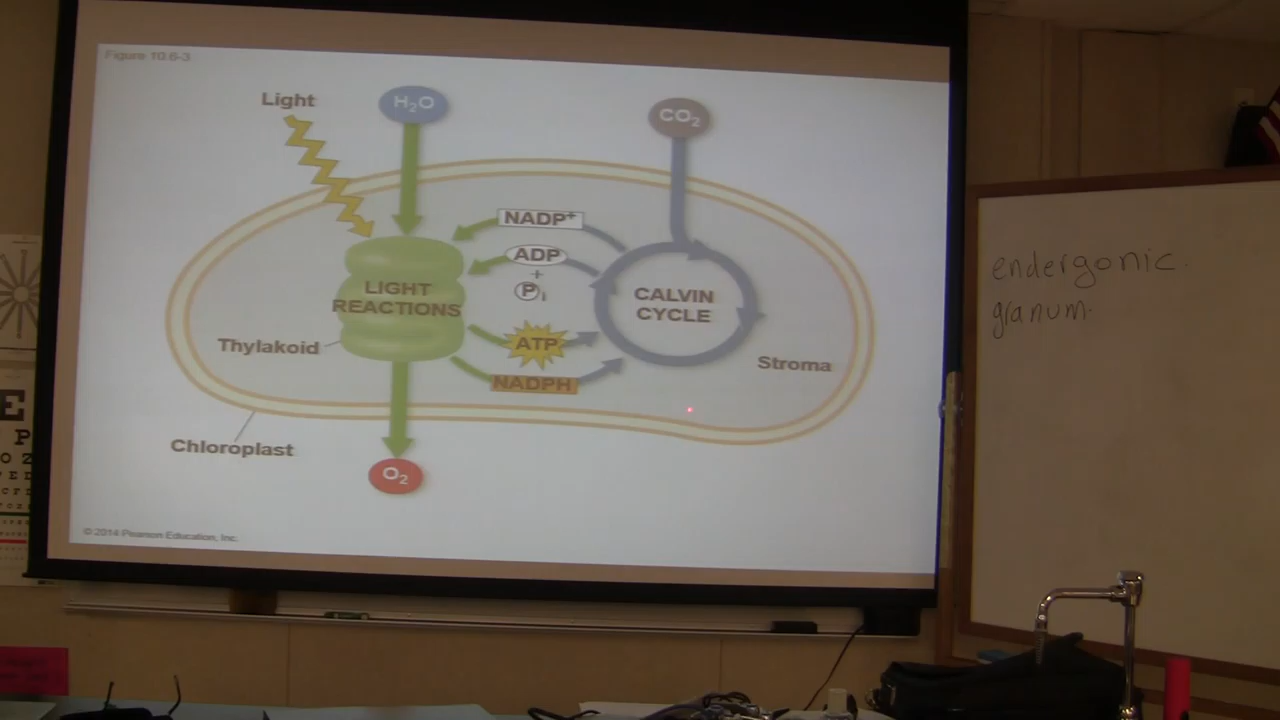 Figure 10.6-3
Light
H₂O
CO₂
NADP⁺
ADP
+
Pᵢ
LIGHT
REACTIONS
CALVIN
CYCLE
ATP
Thylakoid
NADPH
Stroma
Chloroplast
O₂
© 2014 Pearson Education, Inc.
endergonic.
granum.
E
P